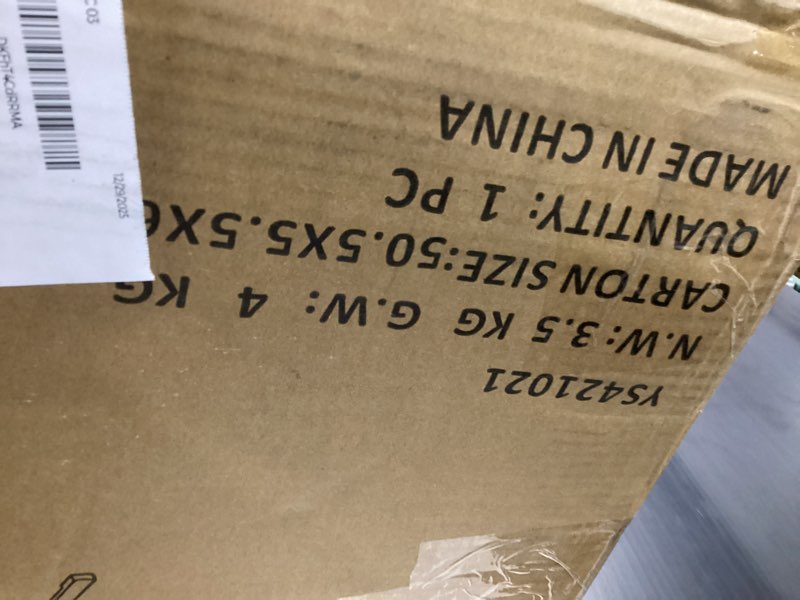 YS421021
N.W:3.5 KG G.W: 4 KG
CARTON SIZE:50.5X5.5X6
QUANTITY: 1 PC
MADE IN CHINA
12/29/2025